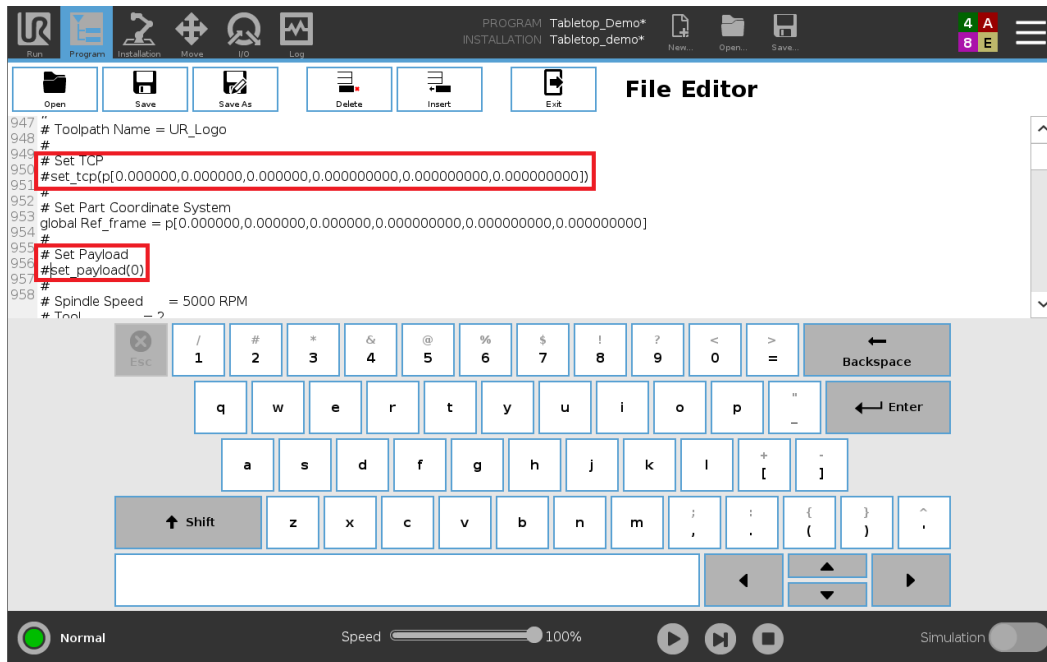 UR
PROGRAM Tabletop_Demo*
INSTALLATION Tabletop_demo*
4 A
8 E
Run Program Installation Move I/O Log New... Open... Save...
Open Save Save As Delete Insert Exit File Editor
947 "
# Toolpath Name = UR_Logo
948 #
949 # Set TCP
950 #set_tcp(p[0.000000,0.000000,0.000000,0.000000000,0.000000000,0.000000000])
951 #
952 # Set Part Coordinate System
953 global Ref_frame = p[0.000000,0.000000,0.000000,0.000000000,0.000000000,0.000000000]
954 #
955 # Set Payload
956 #set_payload(0)
957 #
958 # Spindle Speed = 5000 RPM
# Tool = 2
Esc / 1 # 2 * 3 & 4 @ 5 % 6 $ 7 ! 8 ? 9 < 0 > = Backspace
q w e r t y u i o p " _ Enter
a s d f g h j k l + [ - ]
Shift z x c v b n m ; , : . { ( } ) ^ '
Normal Speed 100% Simulation